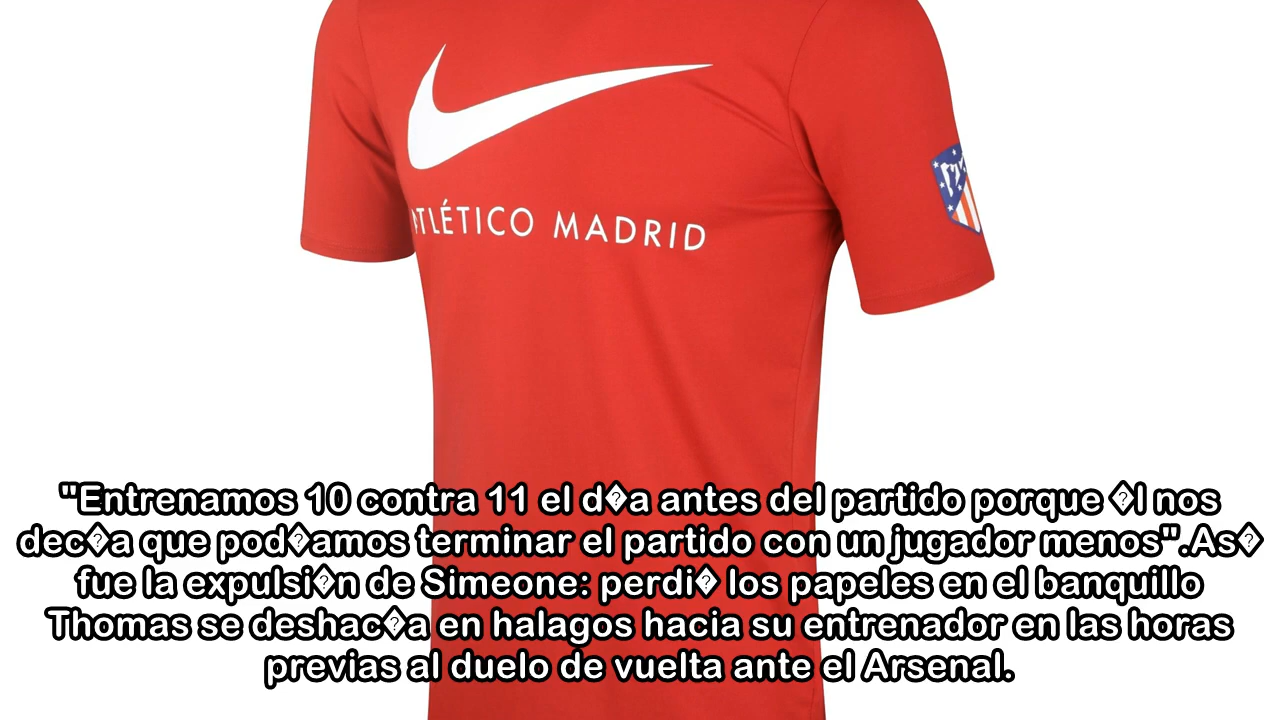 ATLÉTICO MADRID
"Entrenamos 10 contra 11 el d�a antes del partido porque �l nos
dec�a que pod�amos terminar el partido con un jugador menos".As�
fue la expulsi�n de Simeone: perdi� los papeles en el banquillo
Thomas se deshac�a en halagos hacia su entrenador en las horas
previas al duelo de vuelta ante el Arsenal.